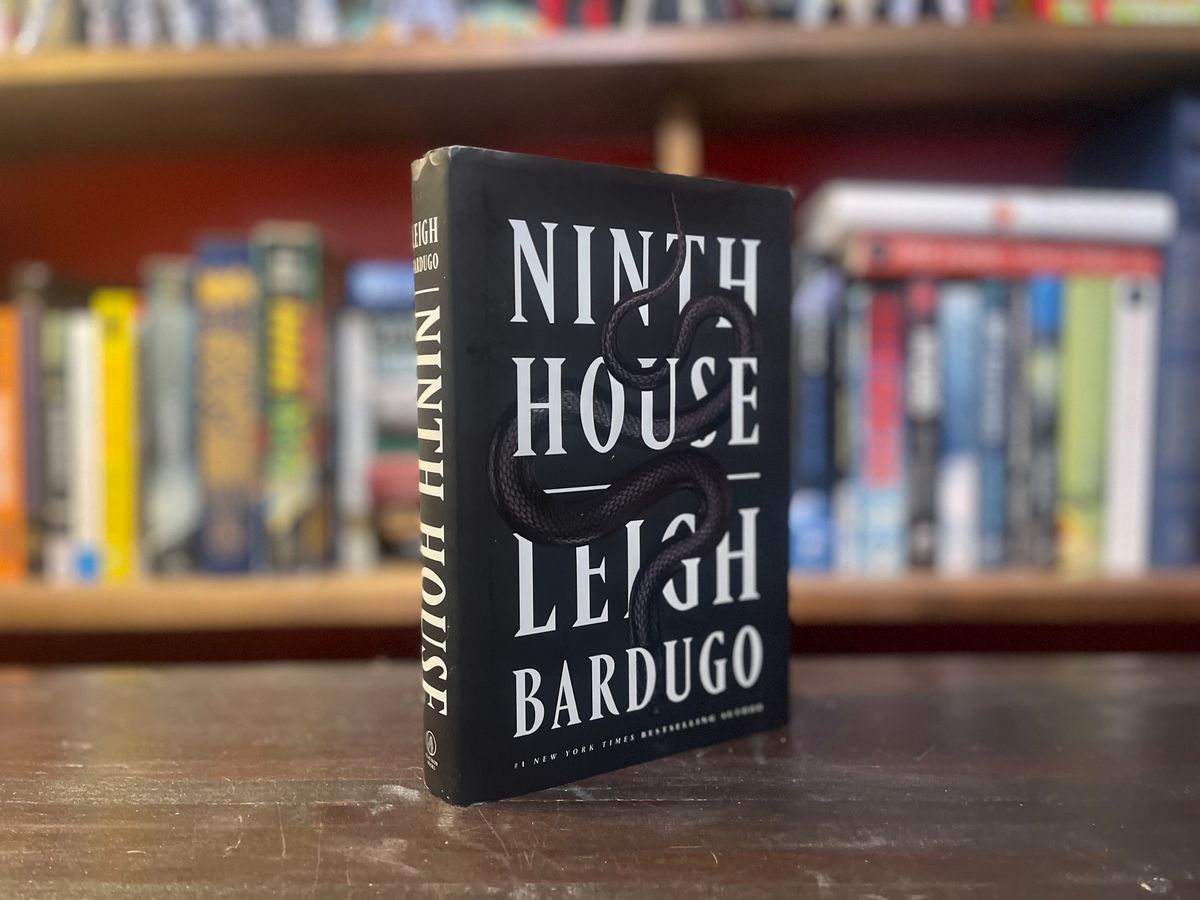 LEIGH
BARDUGO
NINTH HOUSE
NINTH
HOUSE
LEIGH
BARDUGO
#1 NEW YORK TIMES BESTSELLING AUTHOR